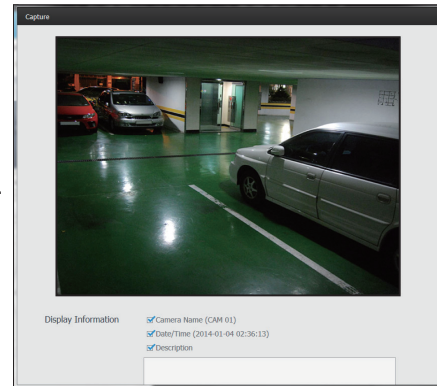 Capture
Display Information
Camera Name (CAM 01)
Date/Time (2014-01-04 02:36:13)
Description